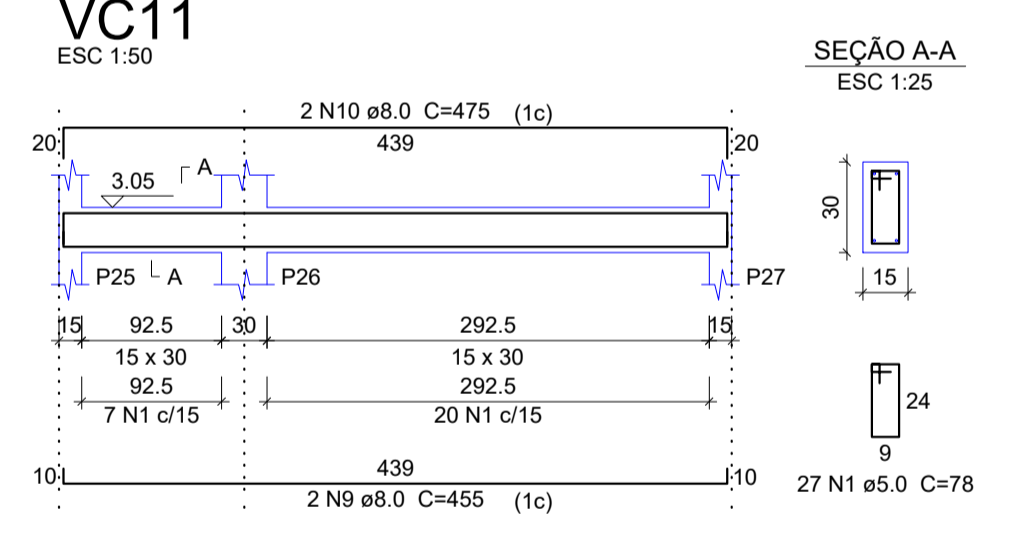 VC11
ESC 1:50
SEÇÃO A-A
ESC 1:25
2 N10 ø8.0 C=475 (1c)
20 439 20
3.05 A
30
P25 A P26 P27
15
15 92.5 30 292.5 15
15 x 30 15 x 30
92.5 292.5
7 N1 c/15 20 N1 c/15
24
9
27 N1 ø5.0 C=78
10 439 10
2 N9 ø8.0 C=455 (1c)